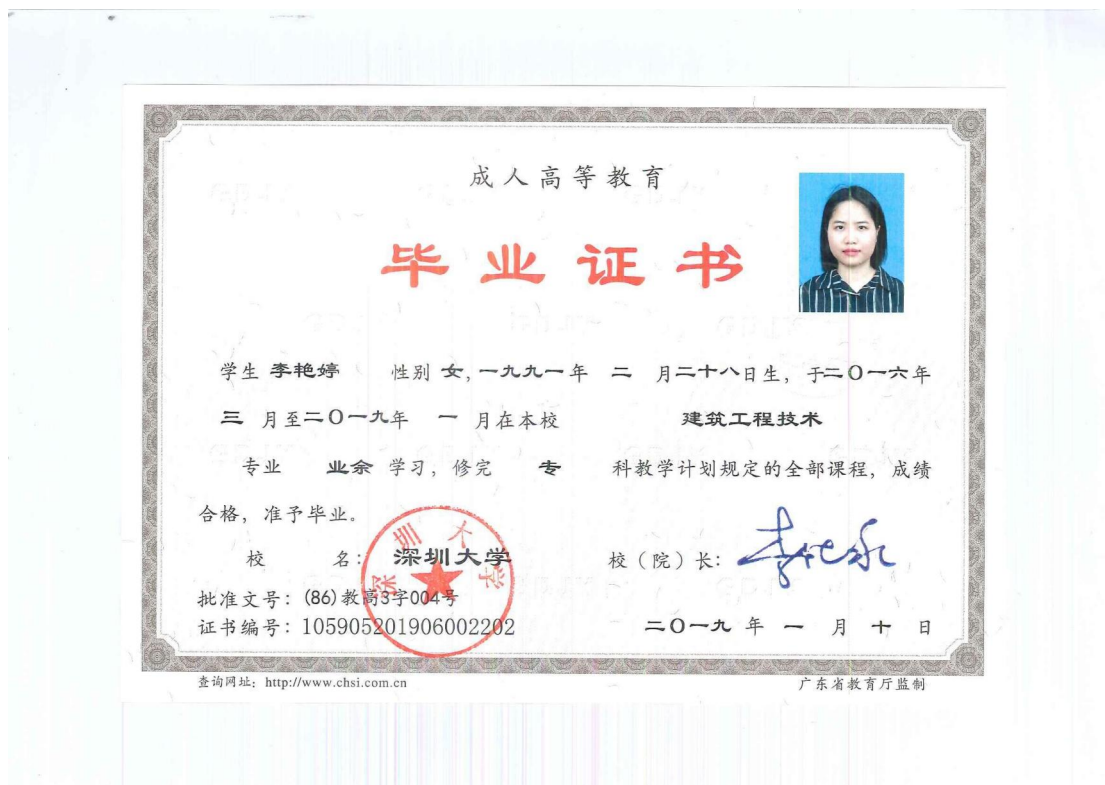 成人高等教育
毕业证书
学生 李艳婷 性别 女,一九九一年 二 月二十八日生,于二〇一六年
三 月至二〇一九年 一 月在本校 建筑工程技术
专业 业余 学习,修完 专 科教学计划规定的全部课程,成绩
合格,准予毕业。
校 名: 深圳大学 校(院)长: 李清泉
深圳大学
批准文号:(86)教高3字004号
证书编号:105905201906002202 二〇一九 年 一 月 十 日
查询网址:http://www.chsi.com.cn 广东省教育厅监制